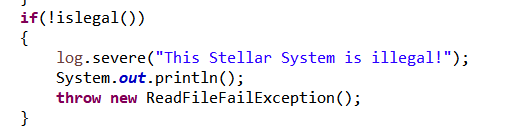 }
if(!islegal())
{
log.severe("This Stellar System is illegal!");
System.out.println();
throw new ReadFileFailException();
}